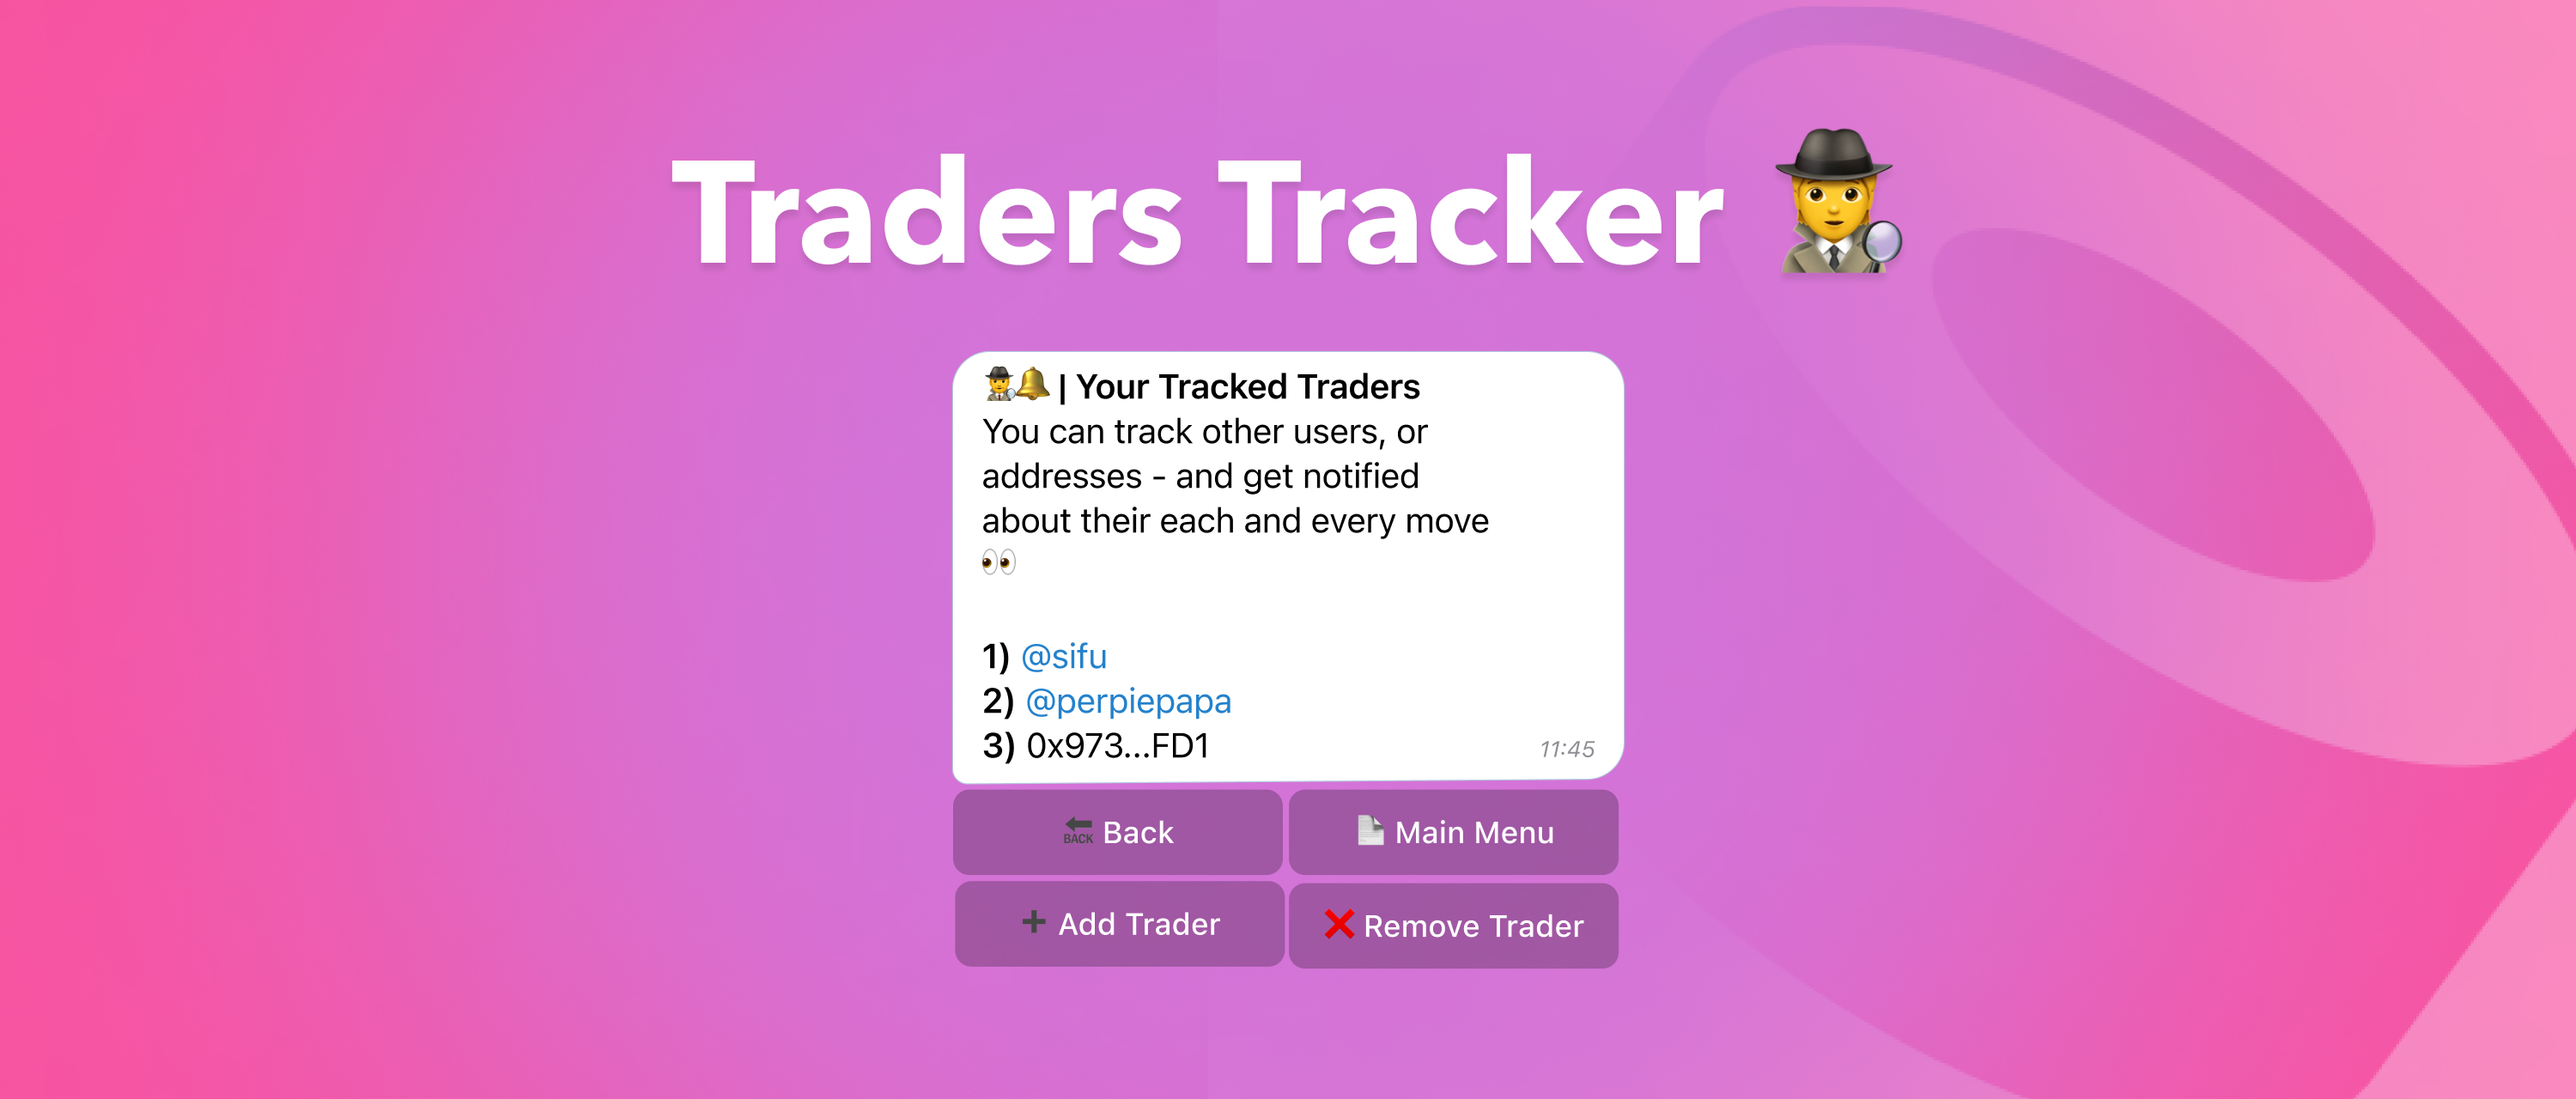 Traders Tracker 🕵️
🕵️🔔 | Your Tracked Traders
You can track other users, or
addresses - and get notified
about their each and every move
👀
1) @sifu
2) @perpiepapa
3) 0x973...FD1
11:45
🔙 Back
📄 Main Menu
➕ Add Trader
❌ Remove Trader